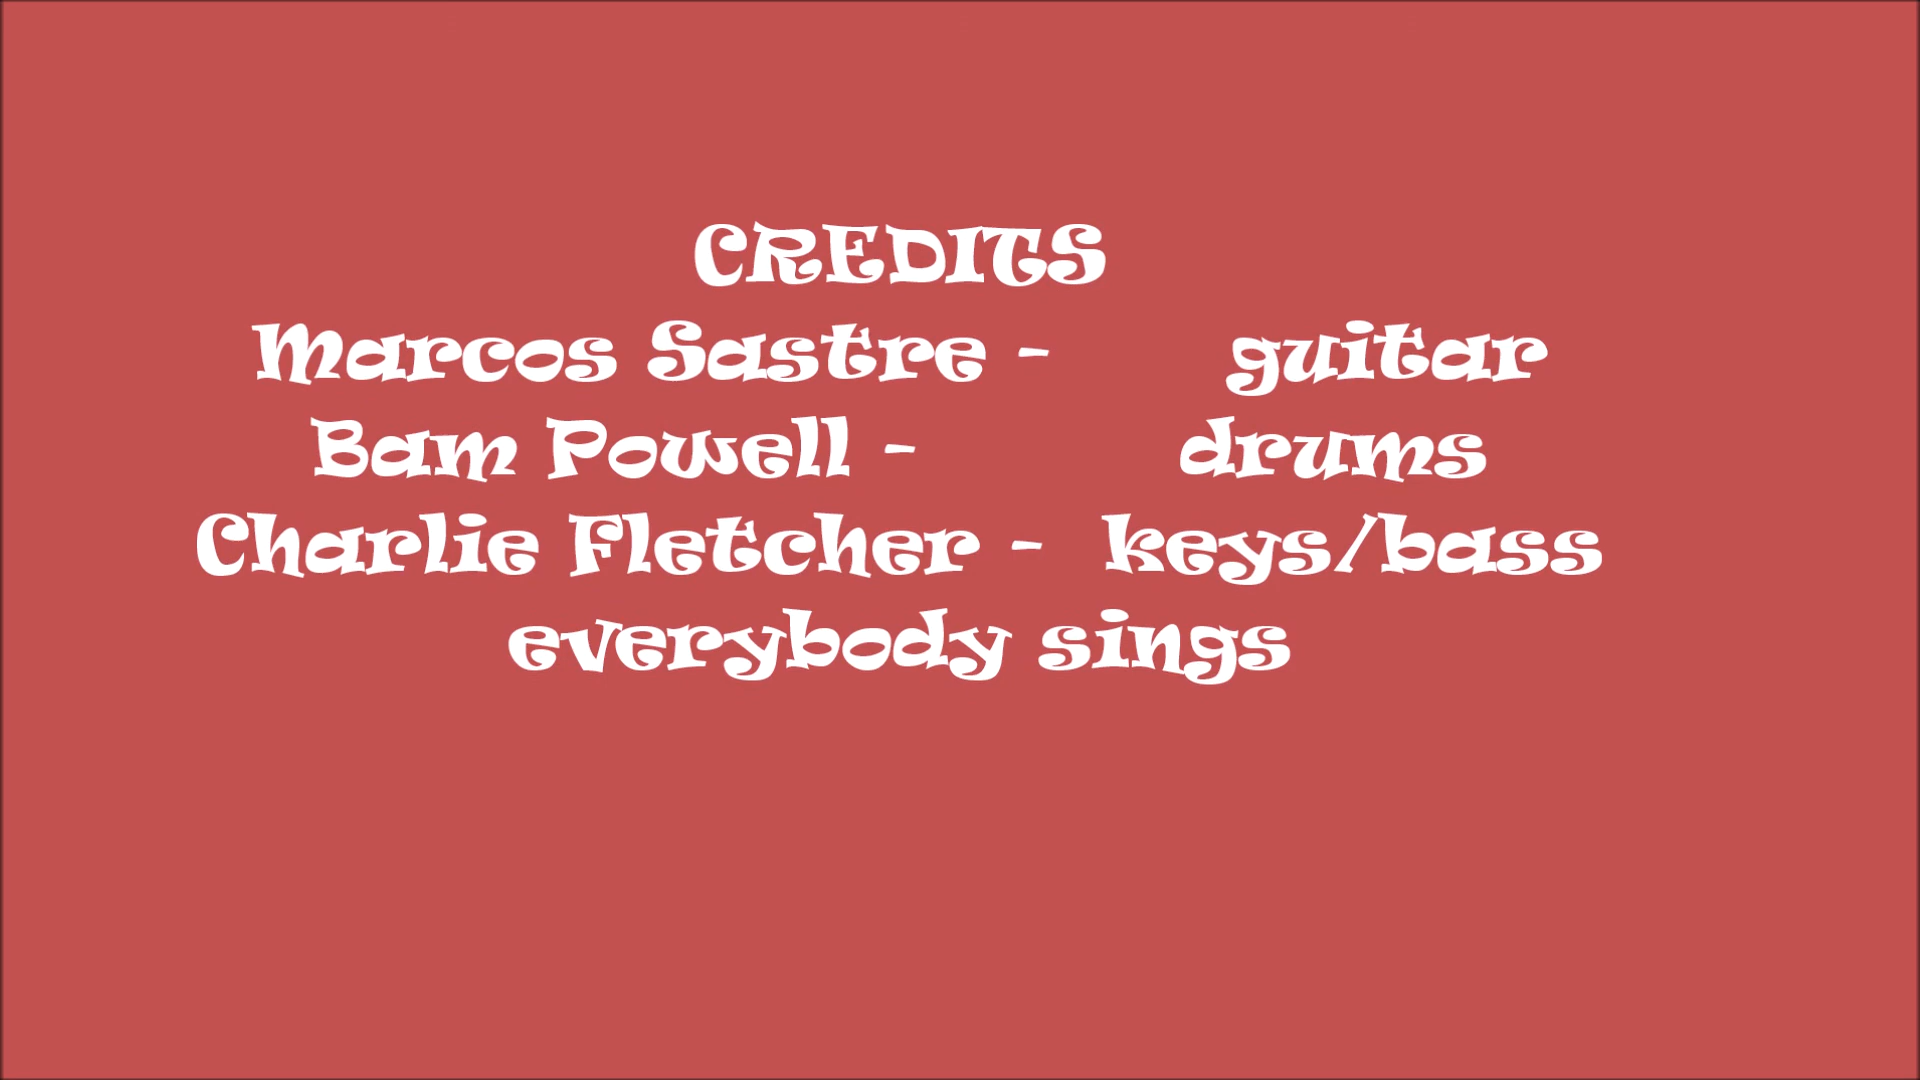 CREDITS
Marcos Sastre - guitar
Bam Powell - drums
Charlie Fletcher - keys/bass
everybody sings